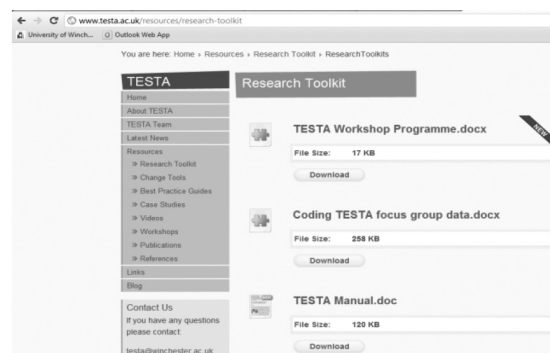 www.testa.ac.uk/resources/research-toolkit
University of Winch... Outlook Web App
You are here: Home › Resources › Research Toolkit › ResearchToolkits
TESTA
Home
About TESTA
TESTA Team
Latest News
Resources
» Research Toolkit
» Change Tools
» Best Practice Guides
» Case Studies
» Videos
» Workshops
» Publications
» References
Links
Blog
Contact Us
If you have any questions
please contact:
testa@winchester.ac.uk
Research Toolkit
NEW
TESTA Workshop Programme.docx
File Size: 17 KB
Download
Coding TESTA focus group data.docx
File Size: 258 KB
Download
TESTA Manual.doc
File Size: 120 KB
Download